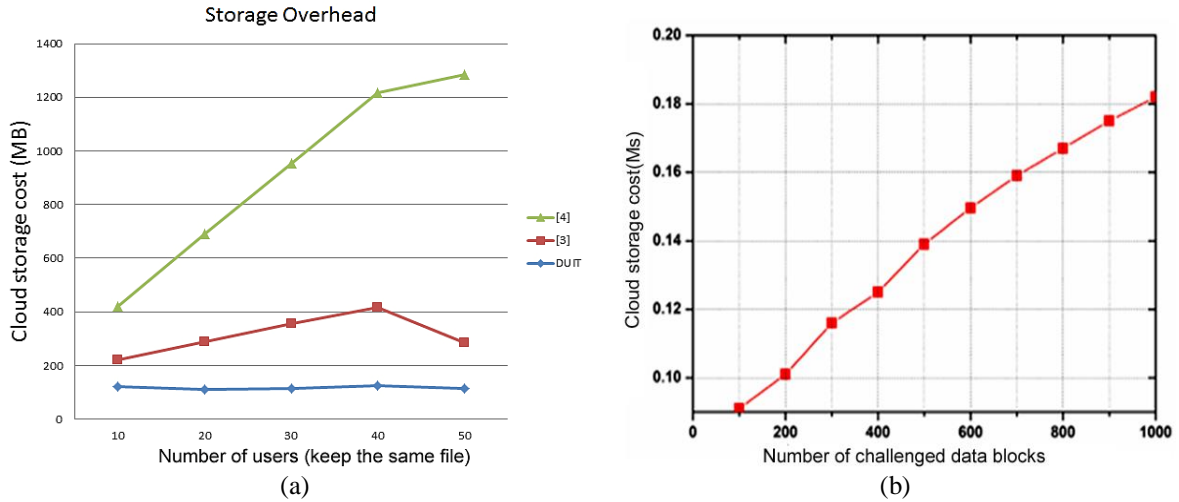 Storage Overhead
Cloud storage cost (MB)
1400
1200
1000
800
600
400
200
0
10 20 30 40 50
Number of users (keep the same file)
[4]
[3]
DUIT
(a)
Cloud storage cost(Ms)
0.20
0.18
0.16
0.14
0.12
0.10
0 200 400 600 800 1000
Number of challenged data blocks
(b)